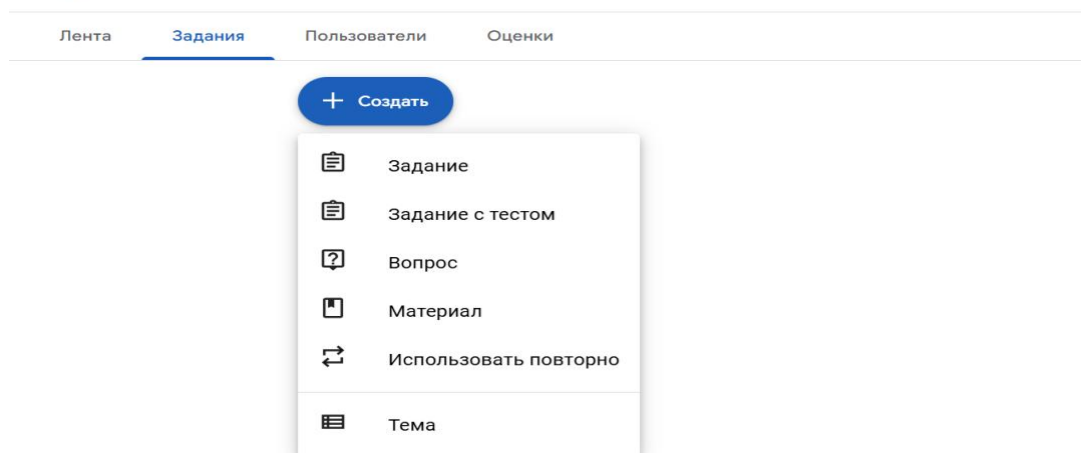 Лента Задания Пользователи Оценки
Создать
Задание
Задание с тестом
Вопрос
Материал
Использовать повторно
Тема